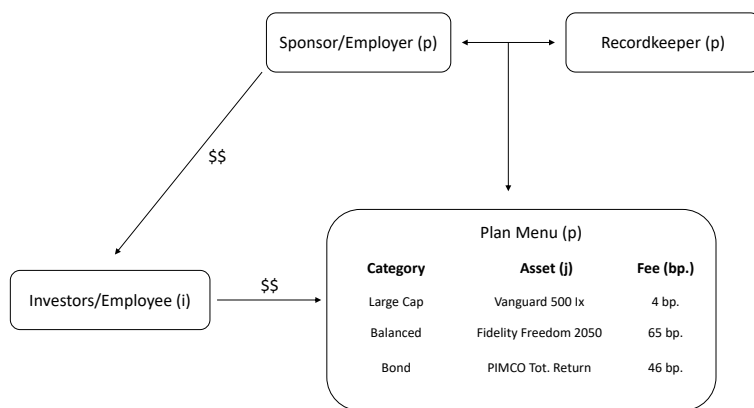 Sponsor/Employer (p)
Recordkeeper (p)
$$
Investors/Employee (i)
$$
Plan Menu (p)
Category Asset (j) Fee (bp.)
Large Cap Vanguard 500 Ix 4 bp.
Balanced Fidelity Freedom 2050 65 bp.
Bond PIMCO Tot. Return 46 bp.